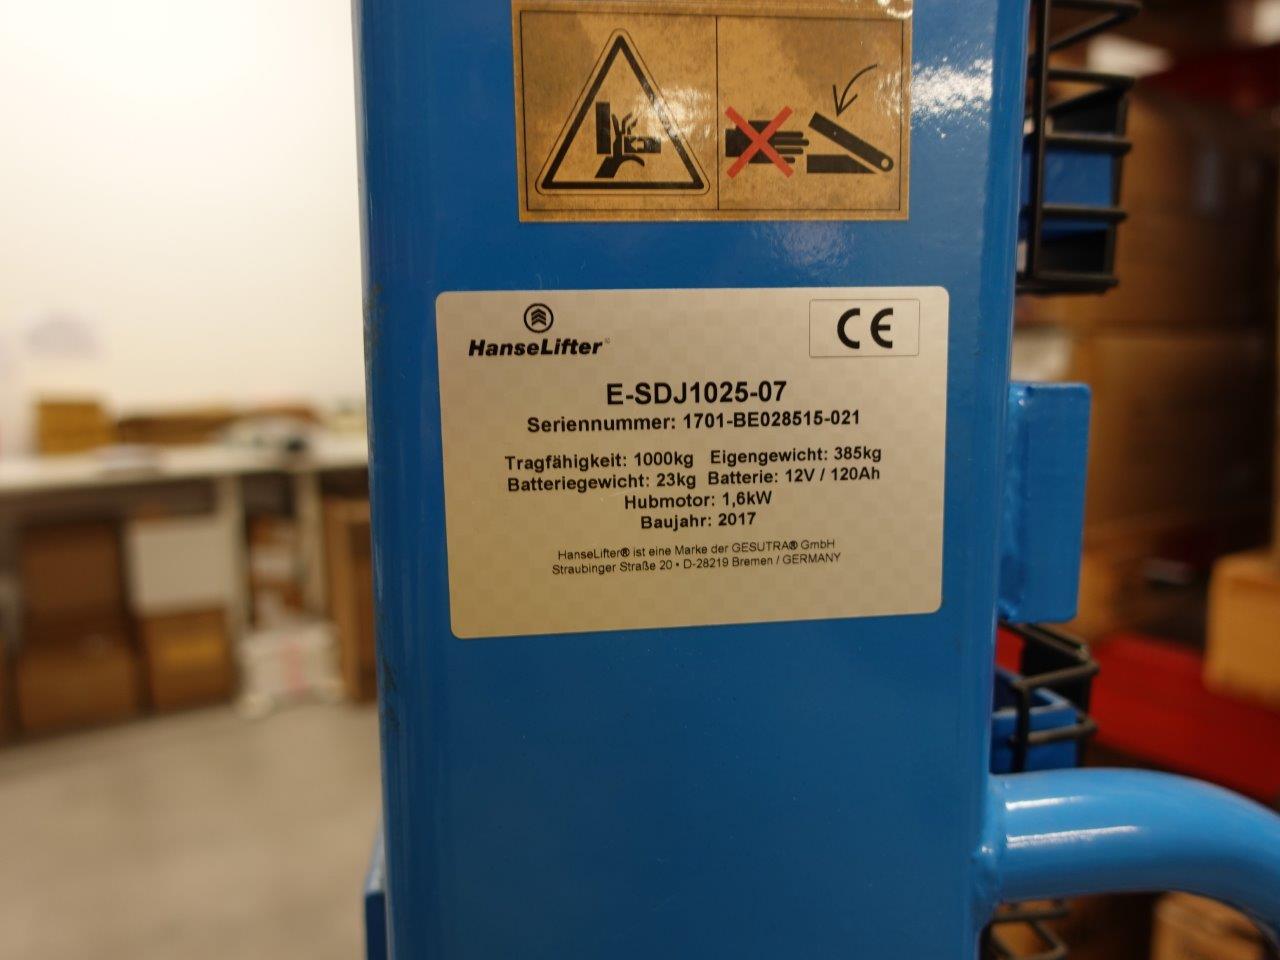 HanseLifter®
CE
E-SDJ1025-07
Seriennummer: 1701-BE028515-021
Tragfähigkeit: 1000kg Eigengewicht: 385kg
Batteriegewicht: 23kg Batterie: 12V / 120Ah
Hubmotor: 1,6kW
Baujahr: 2017
HanseLifter® ist eine Marke der GESUTRA® GmbH
Straubinger Straße 20 • D-28219 Bremen / GERMANY